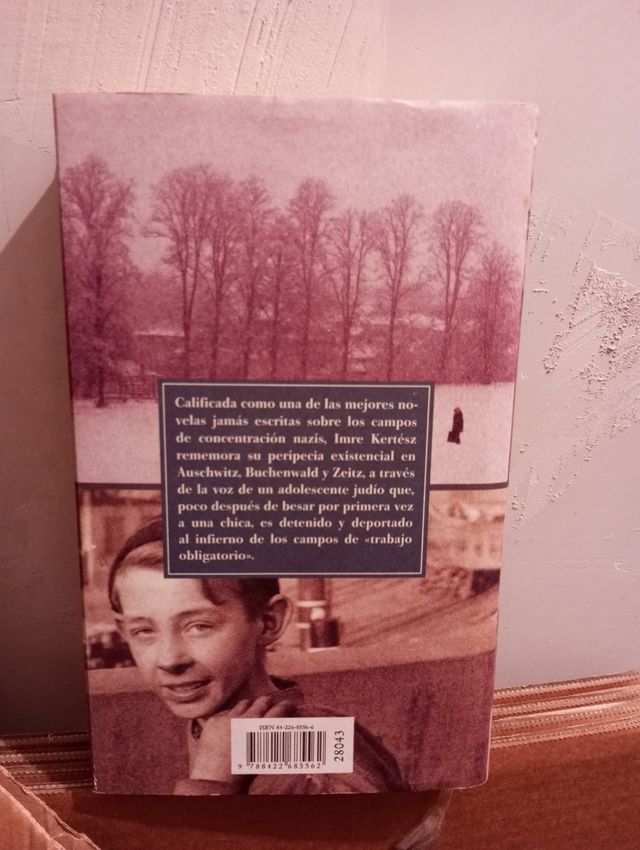 Calificada como una de las mejores no-
velas jamás escritas sobre los campos
de concentración nazis, Imre Kertész
rememora su peripecia existencial en
Auschwitz, Buchenwald y Zeitz, a través
de la voz de un adolescente judío que,
poco después de besar por primera vez
a una chica, es detenido y deportado
al infierno de los campos de «trabajo
obligatorio».
ISBN 84-226-8556-6
9 788422 685562
28043